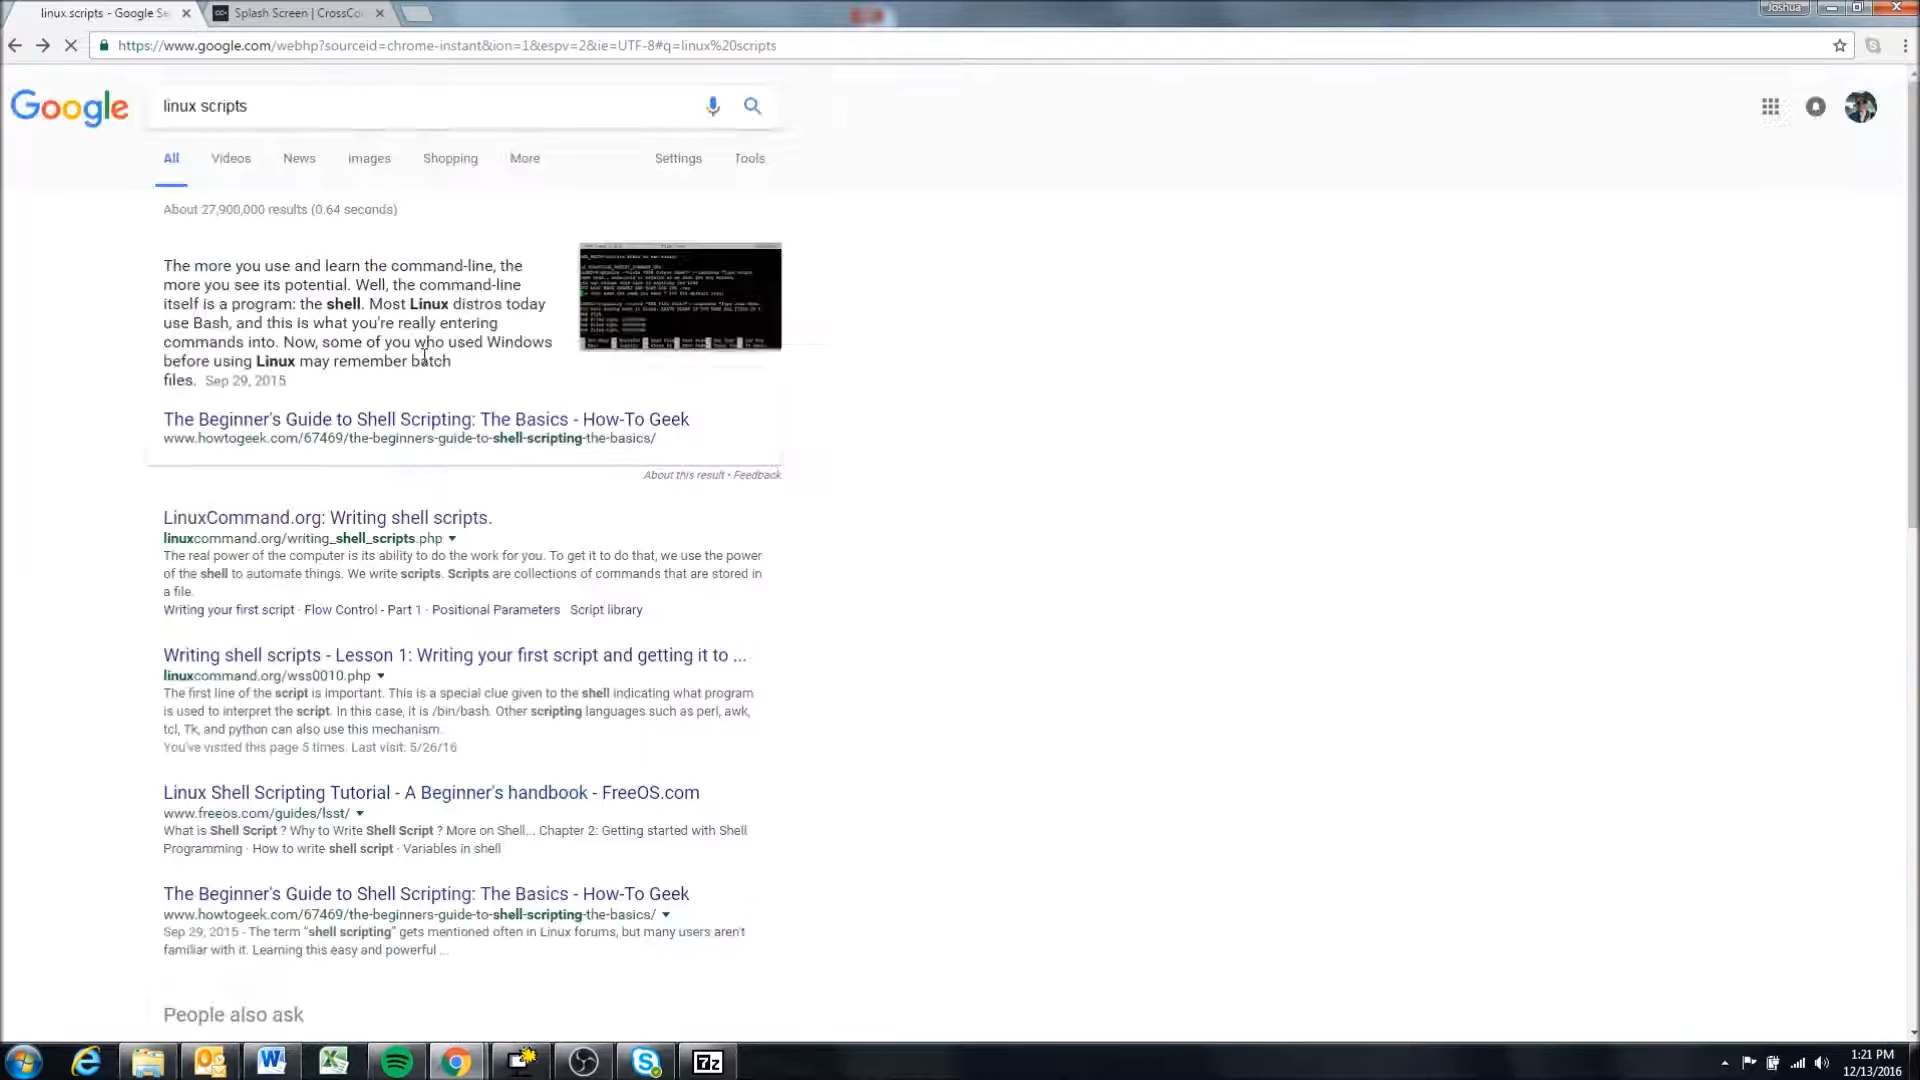 linux scripts - Google Se
Splash Screen | CrossCo
Joshua
https://www.google.com/webhp?sourceid=chrome-instant&ion=1&espv=2&ie=UTF-8#q=linux%20scripts
Google
linux scripts
All Videos News Images Shopping More Settings Tools
About 27,900,000 results (0.64 seconds)
The more you use and learn the command-line, the
more you see its potential. Well, the command-line
itself is a program: the shell. Most Linux distros today
use Bash, and this is what you're really entering
commands into. Now, some of you who used Windows
before using Linux may remember batch
files. Sep 29, 2015
The Beginner's Guide to Shell Scripting: The Basics - How-To Geek
www.howtogeek.com/67469/the-beginners-guide-to-shell-scripting-the-basics/
About this result • Feedback
LinuxCommand.org: Writing shell scripts.
linuxcommand.org/writing_shell_scripts.php
The real power of the computer is its ability to do the work for you. To get it to do that, we use the power
of the shell to automate things. We write scripts. Scripts are collections of commands that are stored in
a file.
Writing your first script · Flow Control - Part 1 · Positional Parameters Script library
Writing shell scripts - Lesson 1: Writing your first script and getting it to ...
linuxcommand.org/wss0010.php
The first line of the script is important. This is a special clue given to the shell indicating what program
is used to interpret the script. In this case, it is /bin/bash. Other scripting languages such as perl, awk,
tcl, Tk, and python can also use this mechanism.
You've visited this page 5 times. Last visit: 5/26/16
Linux Shell Scripting Tutorial - A Beginner's handbook - FreeOS.com
www.freeos.com/guides/lsst/
What is Shell Script ? Why to Write Shell Script ? More on Shell... Chapter 2: Getting started with Shell
Programming · How to write shell script · Variables in shell
The Beginner's Guide to Shell Scripting: The Basics - How-To Geek
www.howtogeek.com/67469/the-beginners-guide-to-shell-scripting-the-basics/
Sep 29, 2015 - The term "shell scripting" gets mentioned often in Linux forums, but many users aren't
familiar with it. Learning this easy and powerful ...
People also ask
7z
1:21 PM
12/13/2016